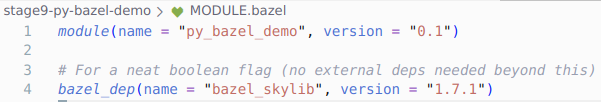 stage9-py-bazel-demo > MODULE.bazel
1 module(name = "py_bazel_demo", version = "0.1")
2
3 # For a neat boolean flag (no external deps needed beyond this)
4 bazel_dep(name = "bazel_skylib", version = "1.7.1")